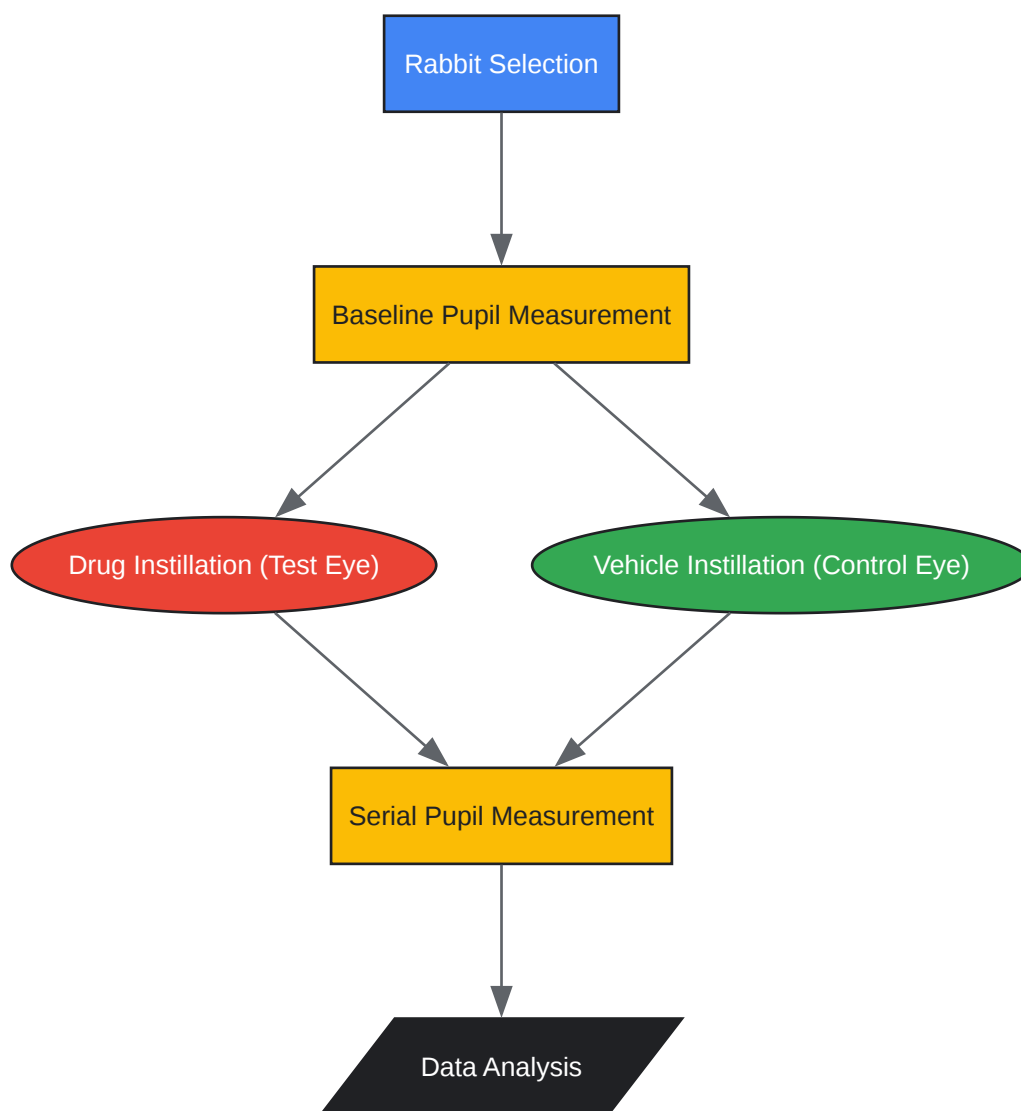 Rabbit Selection
Baseline Pupil Measurement
Drug Instillation (Test Eye)
Vehicle Instillation (Control Eye)
Serial Pupil Measurement
Data Analysis